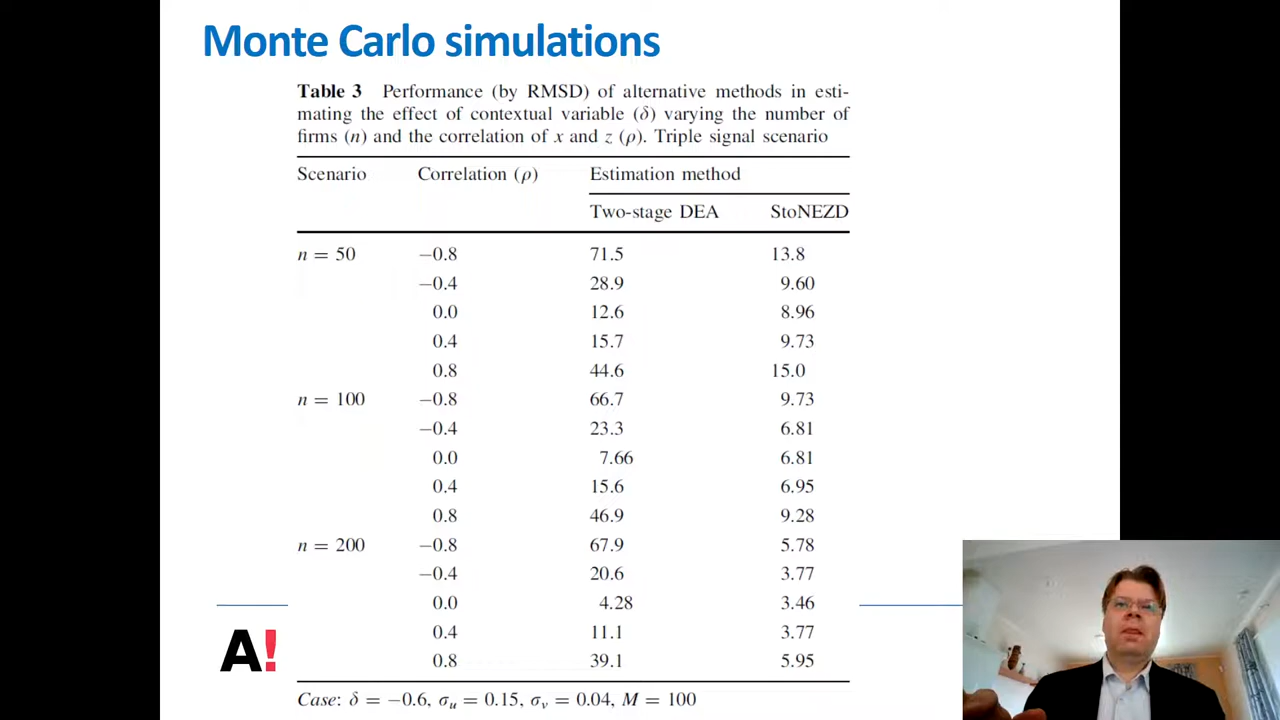 Monte Carlo simulations
Table 3 Performance (by RMSD) of alternative methods in esti-
mating the effect of contextual variable (δ) varying the number of
firms (n) and the correlation of x and z (ρ). Triple signal scenario
Scenario Correlation (ρ) Estimation method
Two-stage DEA StoNEZD
n = 50 −0.8 71.5 13.8
−0.4 28.9 9.60
0.0 12.6 8.96
0.4 15.7 9.73
0.8 44.6 15.0
n = 100 −0.8 66.7 9.73
−0.4 23.3 6.81
0.0 7.66 6.81
0.4 15.6 6.95
0.8 46.9 9.28
n = 200 −0.8 67.9 5.78
−0.4 20.6 3.77
0.0 4.28 3.46
0.4 11.1 3.77
0.8 39.1 5.95
A!
Case: δ = −0.6, σu = 0.15, σv = 0.04, M = 100